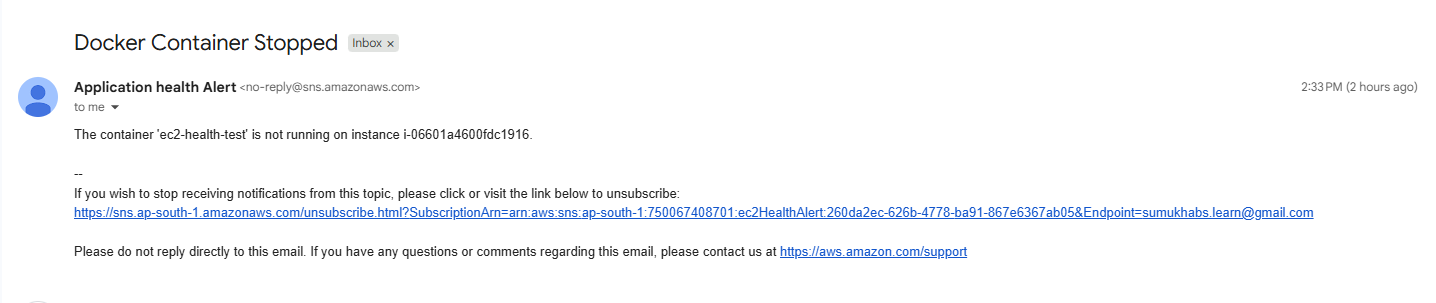 Docker Container Stopped Inbox ×
Application health Alert <no-reply@sns.amazonaws.com> 2:33 PM (2 hours ago)
to me
The container 'ec2-health-test' is not running on instance i-06601a4600fdc1916.
--
If you wish to stop receiving notifications from this topic, please click or visit the link below to unsubscribe:
https://sns.ap-south-1.amazonaws.com/unsubscribe.html?SubscriptionArn=arn:aws:sns:ap-south-1:750067408701:ec2HealthAlert:260da2ec-626b-4778-ba91-867e6367ab05&Endpoint=sumukhabs.learn@gmail.com
Please do not reply directly to this email. If you have any questions or comments regarding this email, please contact us at https://aws.amazon.com/support